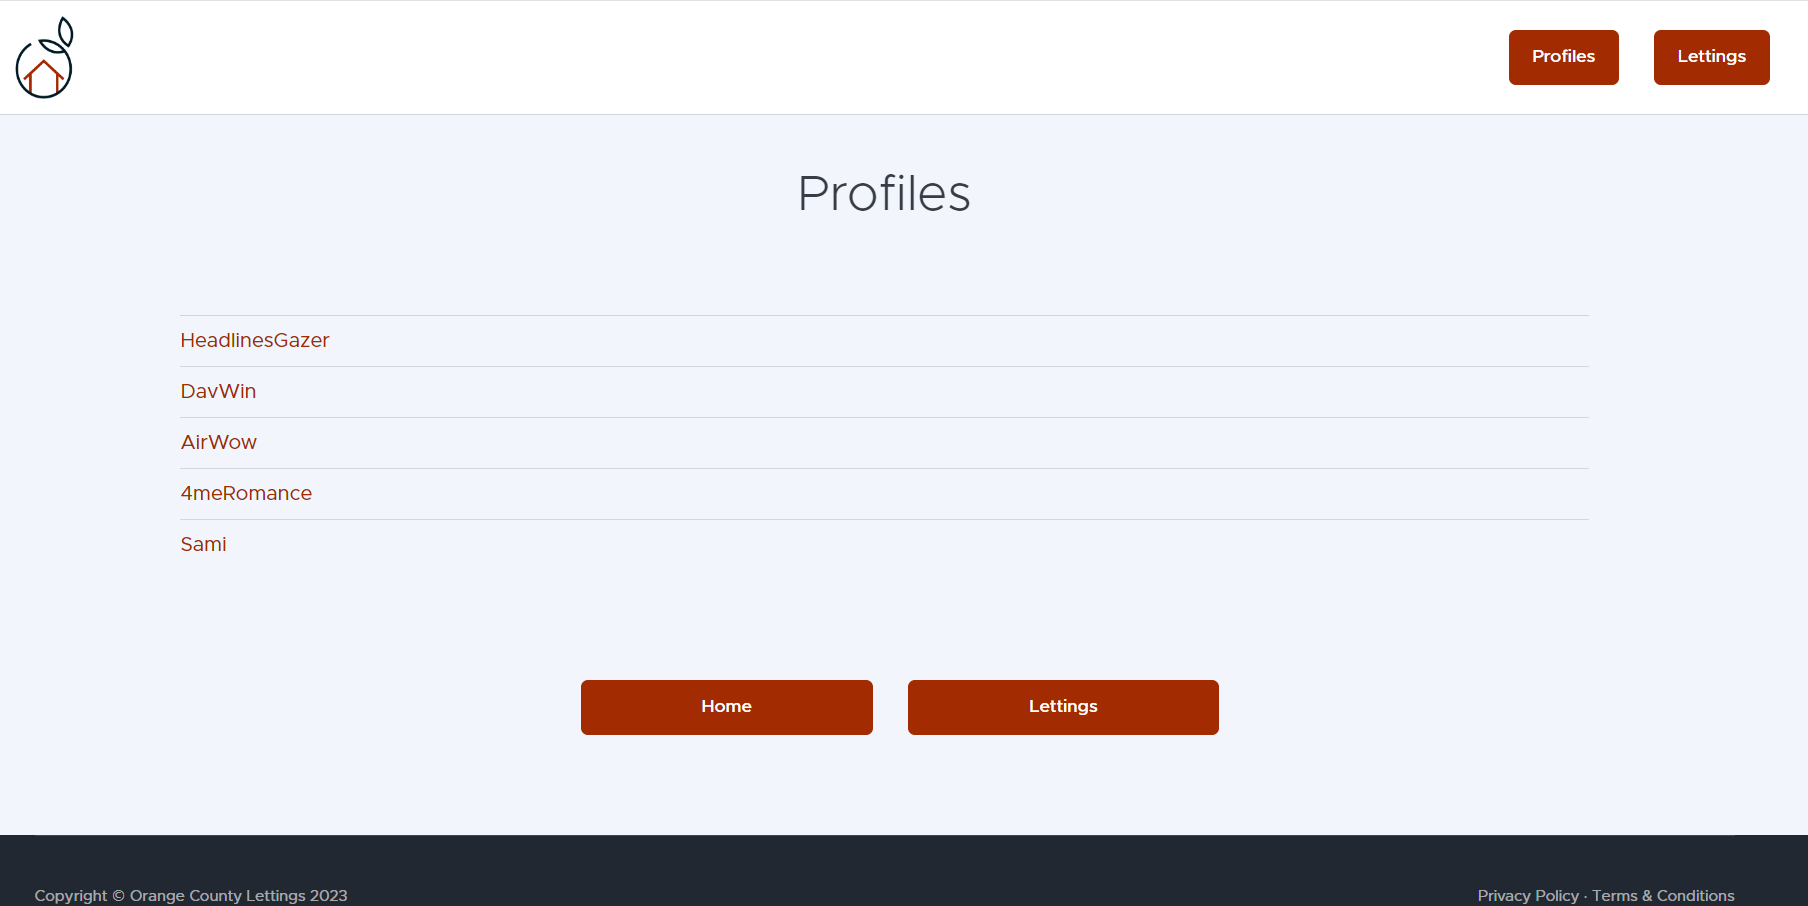 Profiles Lettings
Profiles
HeadlinesGazer
DavWin
AirWow
4meRomance
Sami
Home Lettings
Copyright © Orange County Lettings 2023 Privacy Policy · Terms & Conditions